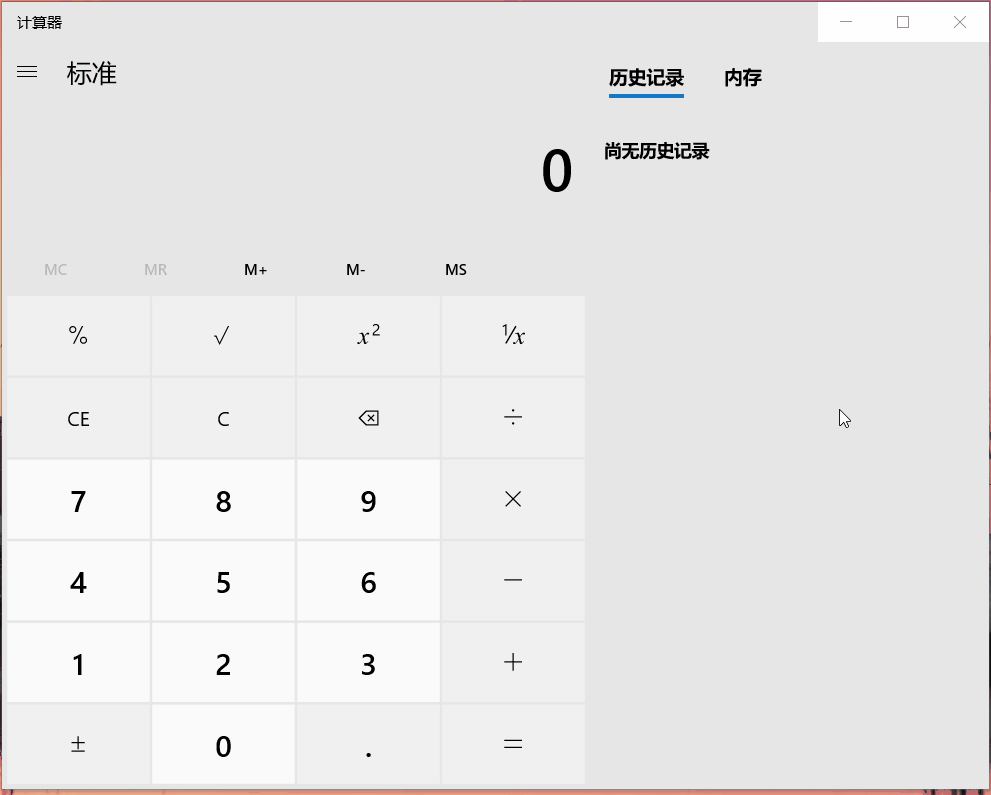 计算器
标准
历史记录 内存
0
尚无历史记录
MC MR M+ M- MS
% √ x² ¹/x
CE C ÷
7 8 9 ×
4 5 6 −
1 2 3 +
± 0 . =